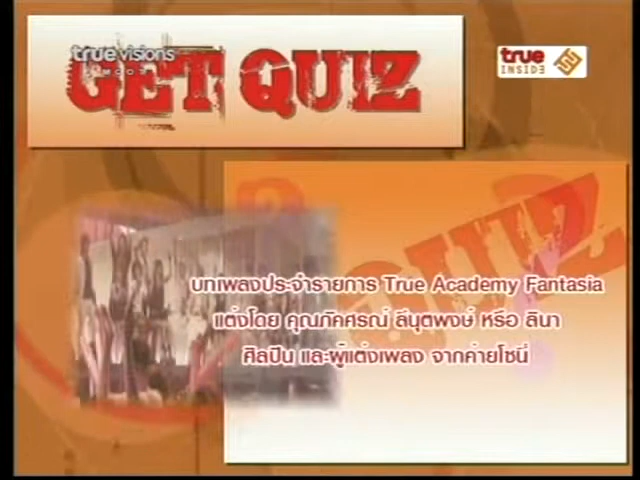 true visions
GET QUIZ
true
INSIDE
QUIZ
บทเพลงประจำรายการ True Academy Fantasia
แต่งโดย คุณภัคศรณ์ ลีนุตพงษ์ หรือ ลีนา
ศิลปิน และผู้แต่งเพลง จากค่ายโซนี่